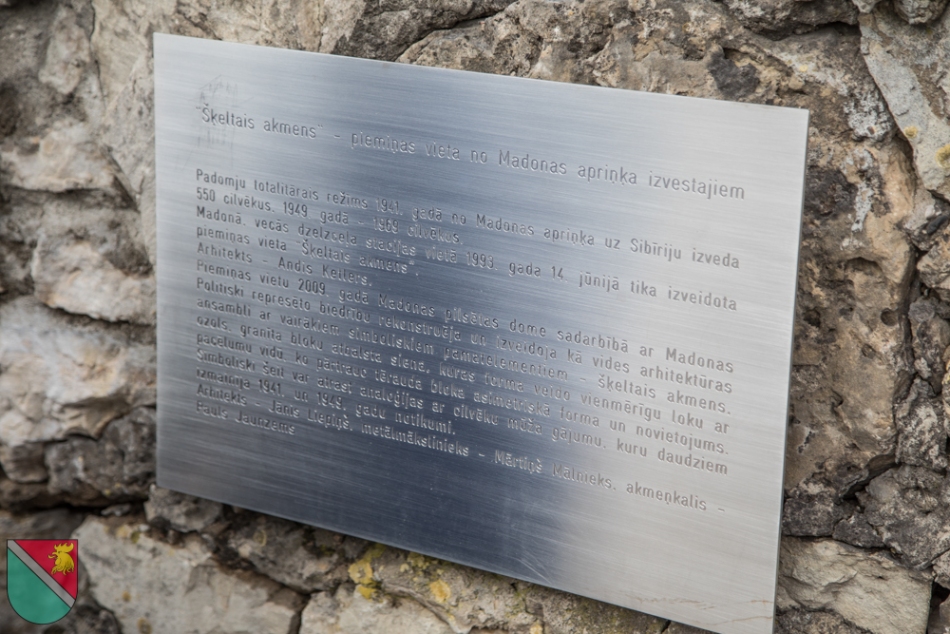 "Šķeltais akmens" - piemiņas vieta no Madonas apriņķa izvestajiem
Padomju totalitārais režīms 1941. gadā no Madonas apriņķa uz Sibīriju izveda
550 cilvēkus, 1949. gadā - 1969 cilvēkus.
Madonā, vecās dzelzceļa stacijas vietā 1993. gada 14. jūnijā tika izveidota
piemiņas vieta "Šķeltais akmens".
Arhitekts - Andis Ķeiters.
Piemiņas vietu 2009. gadā Madonas pilsētas dome sadarbībā ar Madonas
Politiski represēto biedrību rekonstruēja un izveidoja kā vides arhitektūras
ansambli ar vairākiem simboliskiem pamatelementiem - Šķeltais akmens,
ozols, granīta bloku atbalsta siena, kuras forma veido vienmērīgu loku ar
pacēlumu vidū, ko pārtrauc tērauda bloka asimetriskā forma un novietojums.
Simboliski šeit var atrast analoģijas ar cilvēku mūža gājumu, kuru daudziem
izmainīja 1941. un 1949. gadu notikumi.
Arhitekts - Jānis Liepiņš, metālmākslinieks - Mārtiņš Kalnieks, akmeņkalis -
Pauls Jaunzems